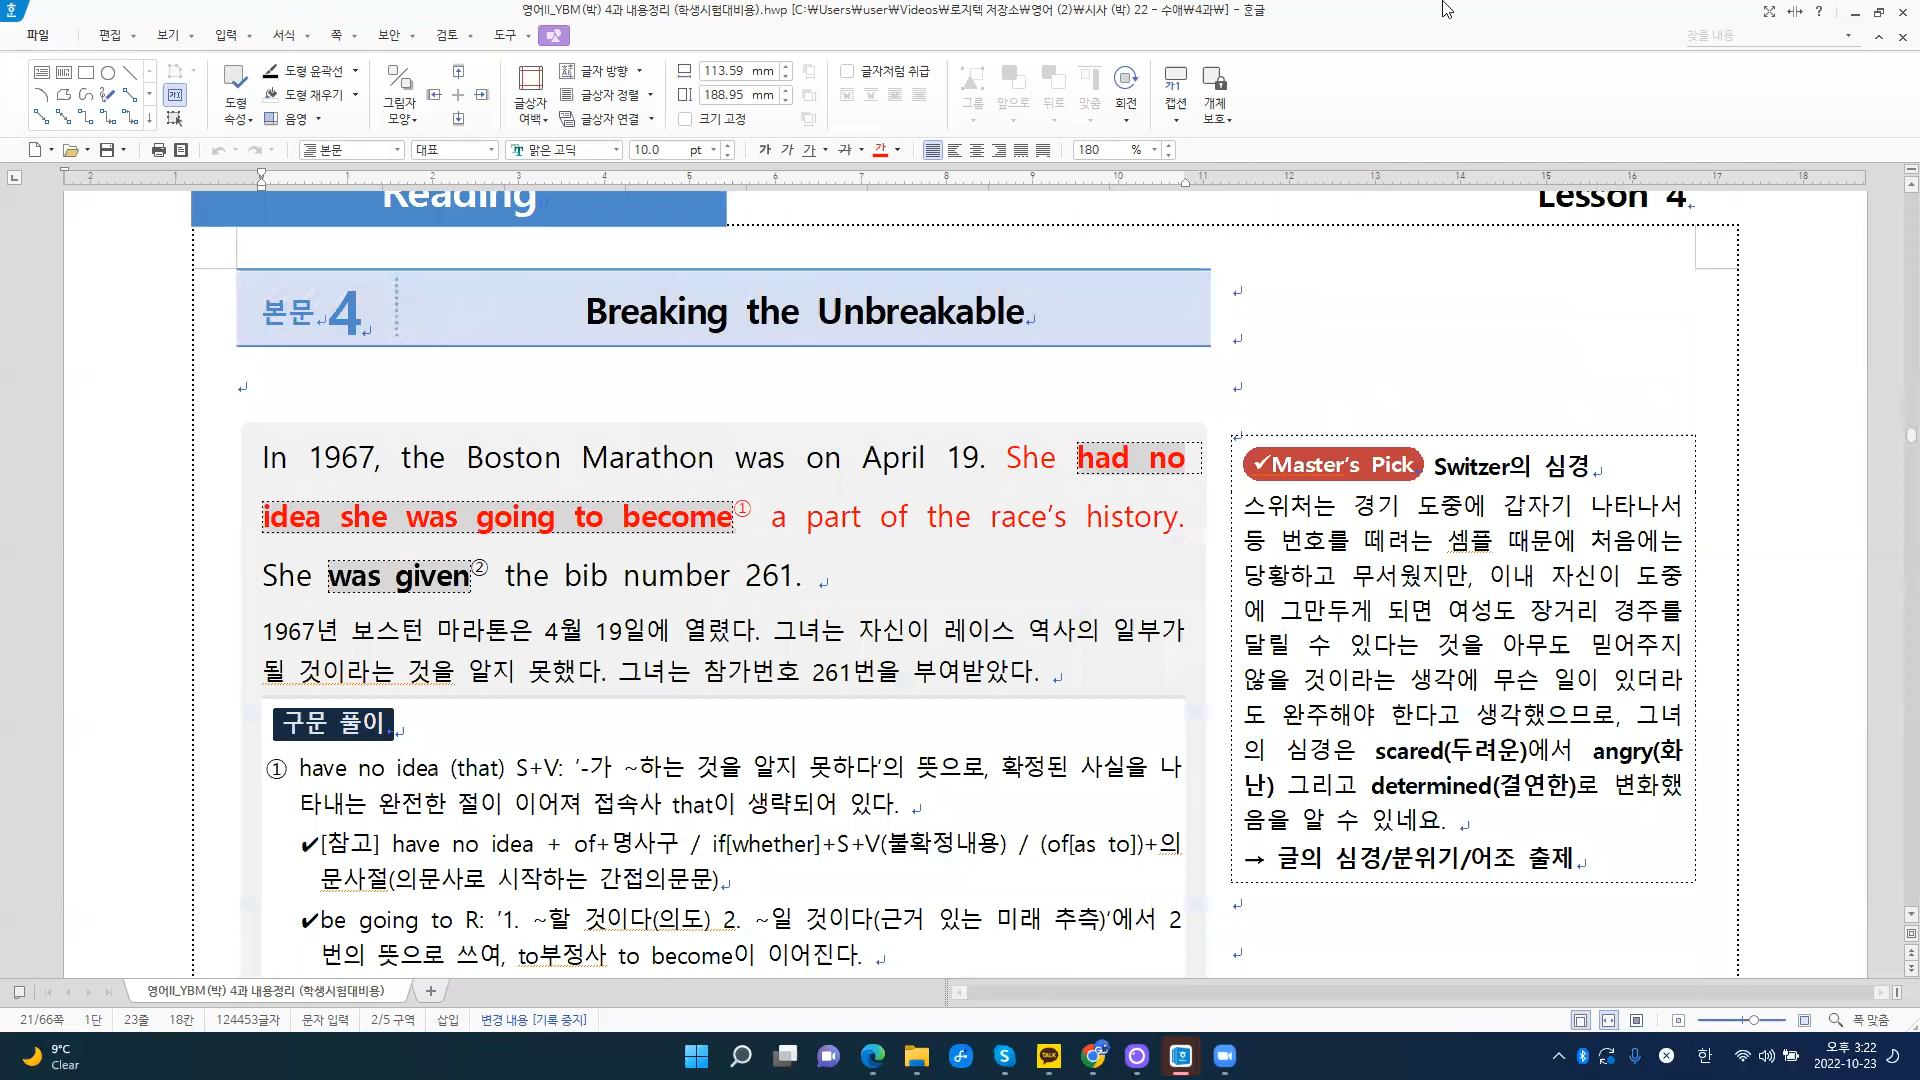 영어II_YBM(박) 4과 내용정리 (학생시험대비용).hwp [C:₩Users₩user₩Videos₩로지텍 저장소₩영어 (2)₩시사 (박) 22 - 수애₩4과₩] - 훈글
파일 편집 보기 입력 서식 쪽 보안 검토 도구
찾을 내용
도형 속성
도형 윤곽선
도형 채우기
음영
그림자 모양
글상자 여백
글자 방향
글상자 정렬
글상자 연결
113.59 mm
188.95 mm
크기 고정
글자처럼 취급
그룹 앞으로 뒤로 맞춤 회전
캡션
개체 보호
본문 대표 맑은 고딕 10.0 pt 가 가 가 가 가 180 %
2 1 1 2 3 4 5 6 7 8 9 10 11 12 13 14 15 16 17 18
Reading
Lesson 4
본문 4 Breaking the Unbreakable
In 1967, the Boston Marathon was on April 19. She had no
idea she was going to become① a part of the race's history.
She was given② the bib number 261.
1967년 보스턴 마라톤은 4월 19일에 열렸다. 그녀는 자신이 레이스 역사의 일부가
될 것이라는 것을 알지 못했다. 그녀는 참가번호 261번을 부여받았다.
구문 풀이
① have no idea (that) S+V: '-가 ~하는 것을 알지 못하다'의 뜻으로, 확정된 사실을 나
타내는 완전한 절이 이어져 접속사 that이 생략되어 있다.
✔[참고] have no idea + of+명사구 / if[whether]+S+V(불확정내용) / (of[as to])+의
문사절(의문사로 시작하는 간접의문문)
✔be going to R: '1. ~할 것이다(의도) 2. ~일 것이다(근거 있는 미래 추측)'에서 2
번의 뜻으로 쓰여, to부정사 to become이 이어진다.
✓Master's Pick Switzer의 심경
스위처는 경기 도중에 갑자기 나타나서
등 번호를 떼려는 셈플 때문에 처음에는
당황하고 무서웠지만, 이내 자신이 도중
에 그만두게 되면 여성도 장거리 경주를
달릴 수 있다는 것을 아무도 믿어주지
않을 것이라는 생각에 무슨 일이 있더라
도 완주해야 한다고 생각했으므로, 그녀
의 심경은 scared(두려운)에서 angry(화
난) 그리고 determined(결연한)로 변화했
음을 알 수 있네요.
→ 글의 심경/분위기/어조 출제
영어II_YBM(박) 4과 내용정리 (학생시험대비용)
21/66쪽 1단 23줄 18칸 124453글자 문자 입력 2/5 구역 삽입 변경 내용 [기록 중지]
폭 맞춤
9°C
Clear
TALK
한
오후 3:22
2022-10-23